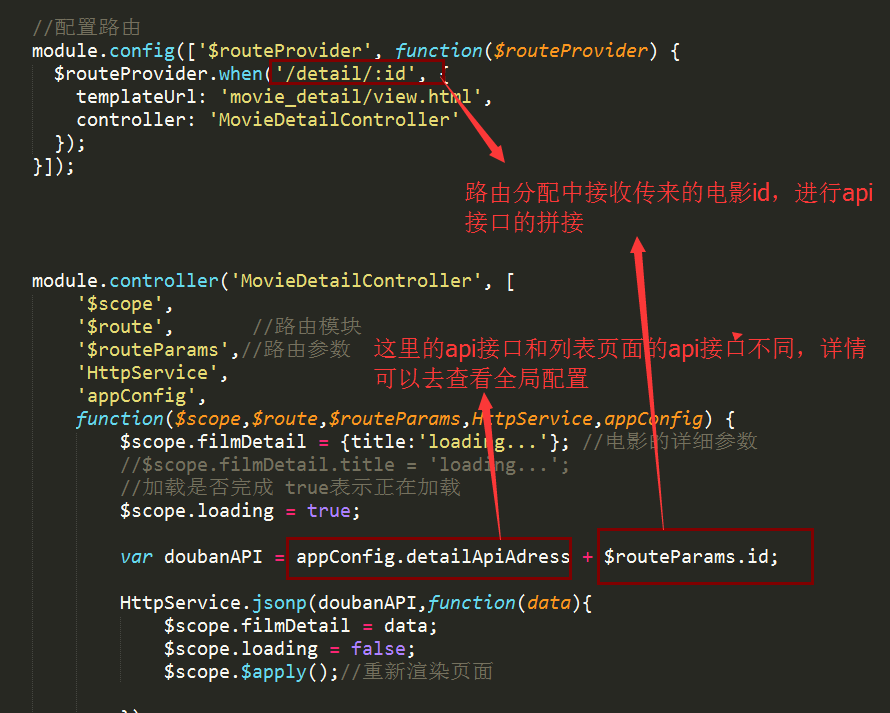 //配置路由
module.config(['$routeProvider', function($routeProvider) {
$routeProvider.when('/detail/:id', {
templateUrl: 'movie_detail/view.html',
controller: 'MovieDetailController'
});
}]);
路由分配中接收传来的电影id，进行api
接口的拼接
module.controller('MovieDetailController', [
'$scope',
'$route', //路由模块
'$routeParams',//路由参数
这里的api接口和列表页面的api接口不同，详情
可以去查看全局配置
'HttpService',
'appConfig',
function($scope,$route,$routeParams,HttpService,appConfig) {
$scope.filmDetail = {title:'loading...'}; //电影的详细参数
//$scope.filmDetail.title = 'loading...';
//加载是否完成 true表示正在加载
$scope.loading = true;
var doubanAPI = appConfig.detailApiAdress + $routeParams.id;
HttpService.jsonp(doubanAPI,function(data){
$scope.filmDetail = data;
$scope.loading = false;
$scope.$apply();//重新渲染页面